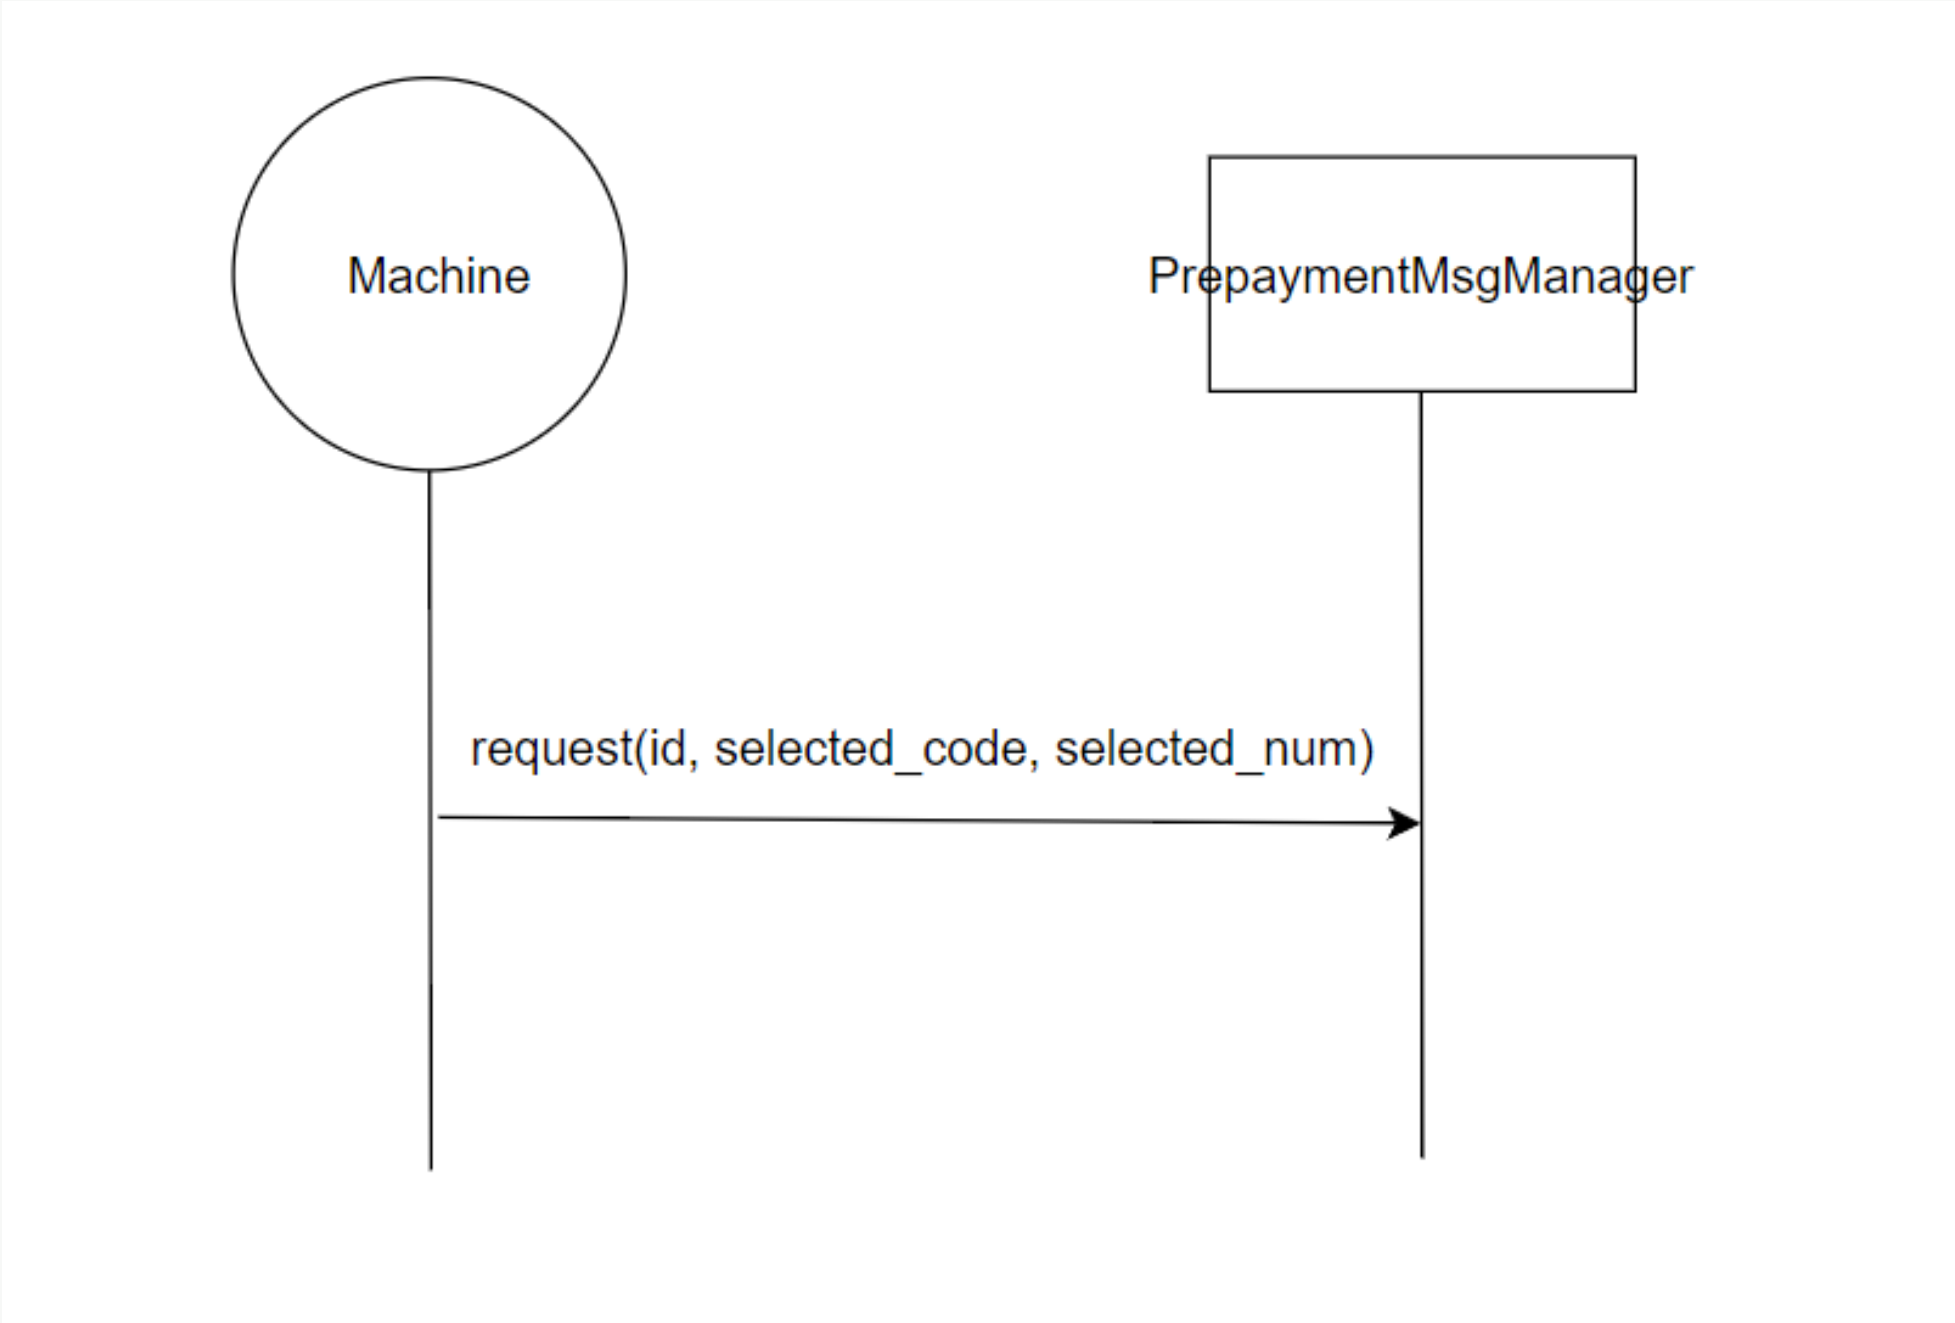 Machine
PrepaymentMsgManager
request(id, selected_code, selected_num)